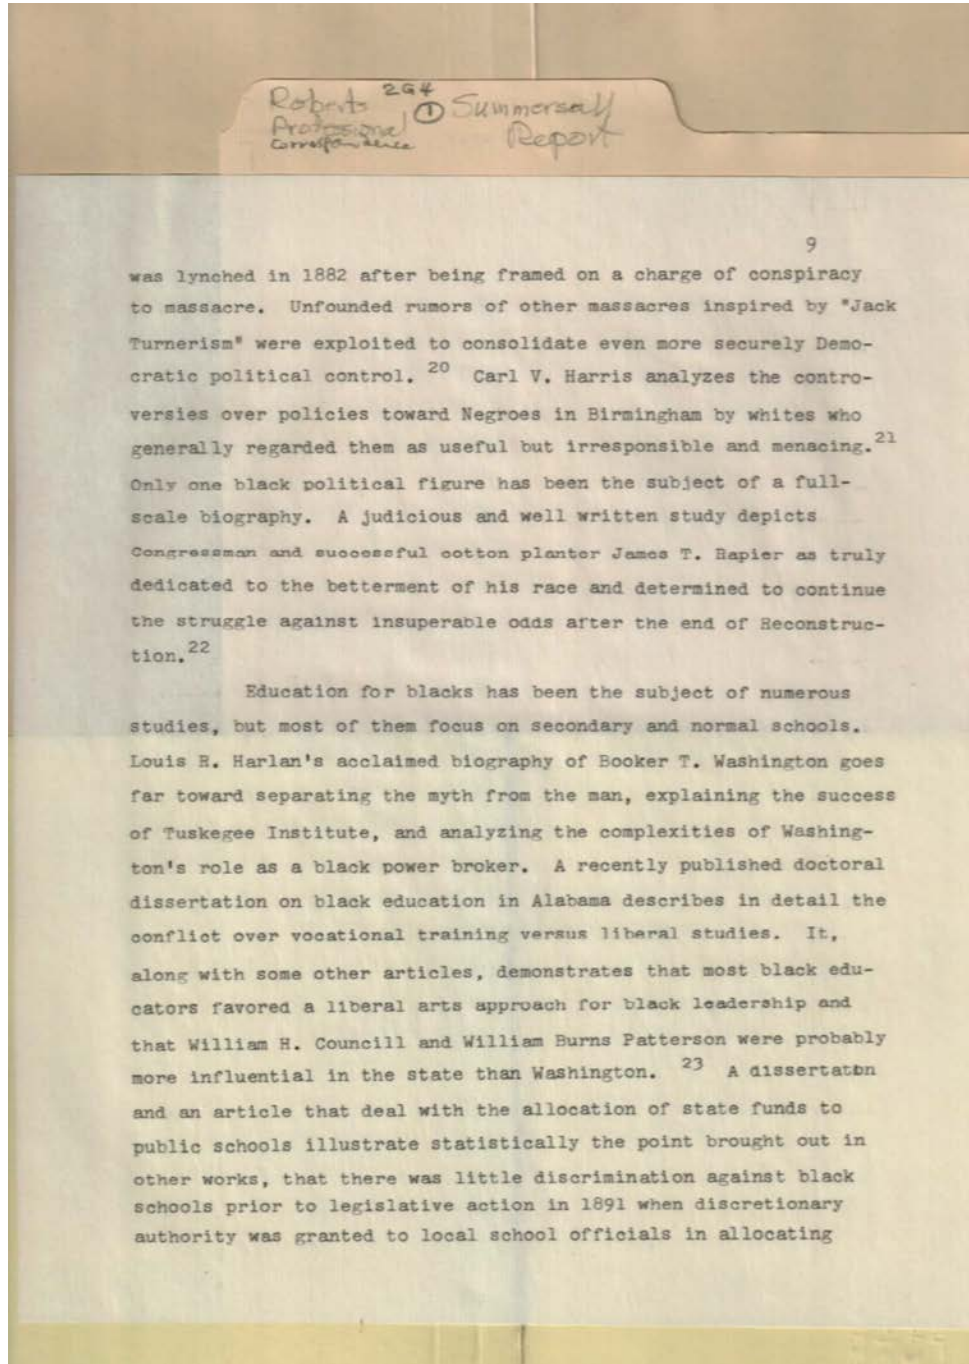 Roberts 2G4 ① Summersell
Professional Report
Correspondence
9
was lynched in 1882 after being framed on a charge of conspiracy
to massacre. Unfounded rumors of other massacres inspired by "Jack
Turnerism" were exploited to consolidate even more securely Demo-
cratic political control. 20 Carl V. Harris analyzes the contro-
versies over policies toward Negroes in Birmingham by whites who
generally regarded them as useful but irresponsible and menacing.21
Only one black political figure has been the subject of a full-
scale biography. A judicious and well written study depicts
Congressman and successful cotton planter James T. Rapier as truly
dedicated to the betterment of his race and determined to continue
the struggle against insuperable odds after the end of Reconstruc-
tion.22
Education for blacks has been the subject of numerous
studies, but most of them focus on secondary and normal schools.
Louis R. Harlan's acclaimed biography of Booker T. Washington goes
far toward separating the myth from the man, explaining the success
of Tuskegee Institute, and analyzing the complexities of Washing-
ton's role as a black power broker. A recently published doctoral
dissertation on black education in Alabama describes in detail the
conflict over vocational training versus liberal studies. It,
along with some other articles, demonstrates that most black edu-
cators favored a liberal arts approach for black leadership and
that William H. Councill and William Burns Patterson were probably
more influential in the state than Washington. 23 A dissertatbn
and an article that deal with the allocation of state funds to
public schools illustrate statistically the point brought out in
other works, that there was little discrimination against black
schools prior to legislative action in 1891 when discretionary
authority was granted to local school officials in allocating